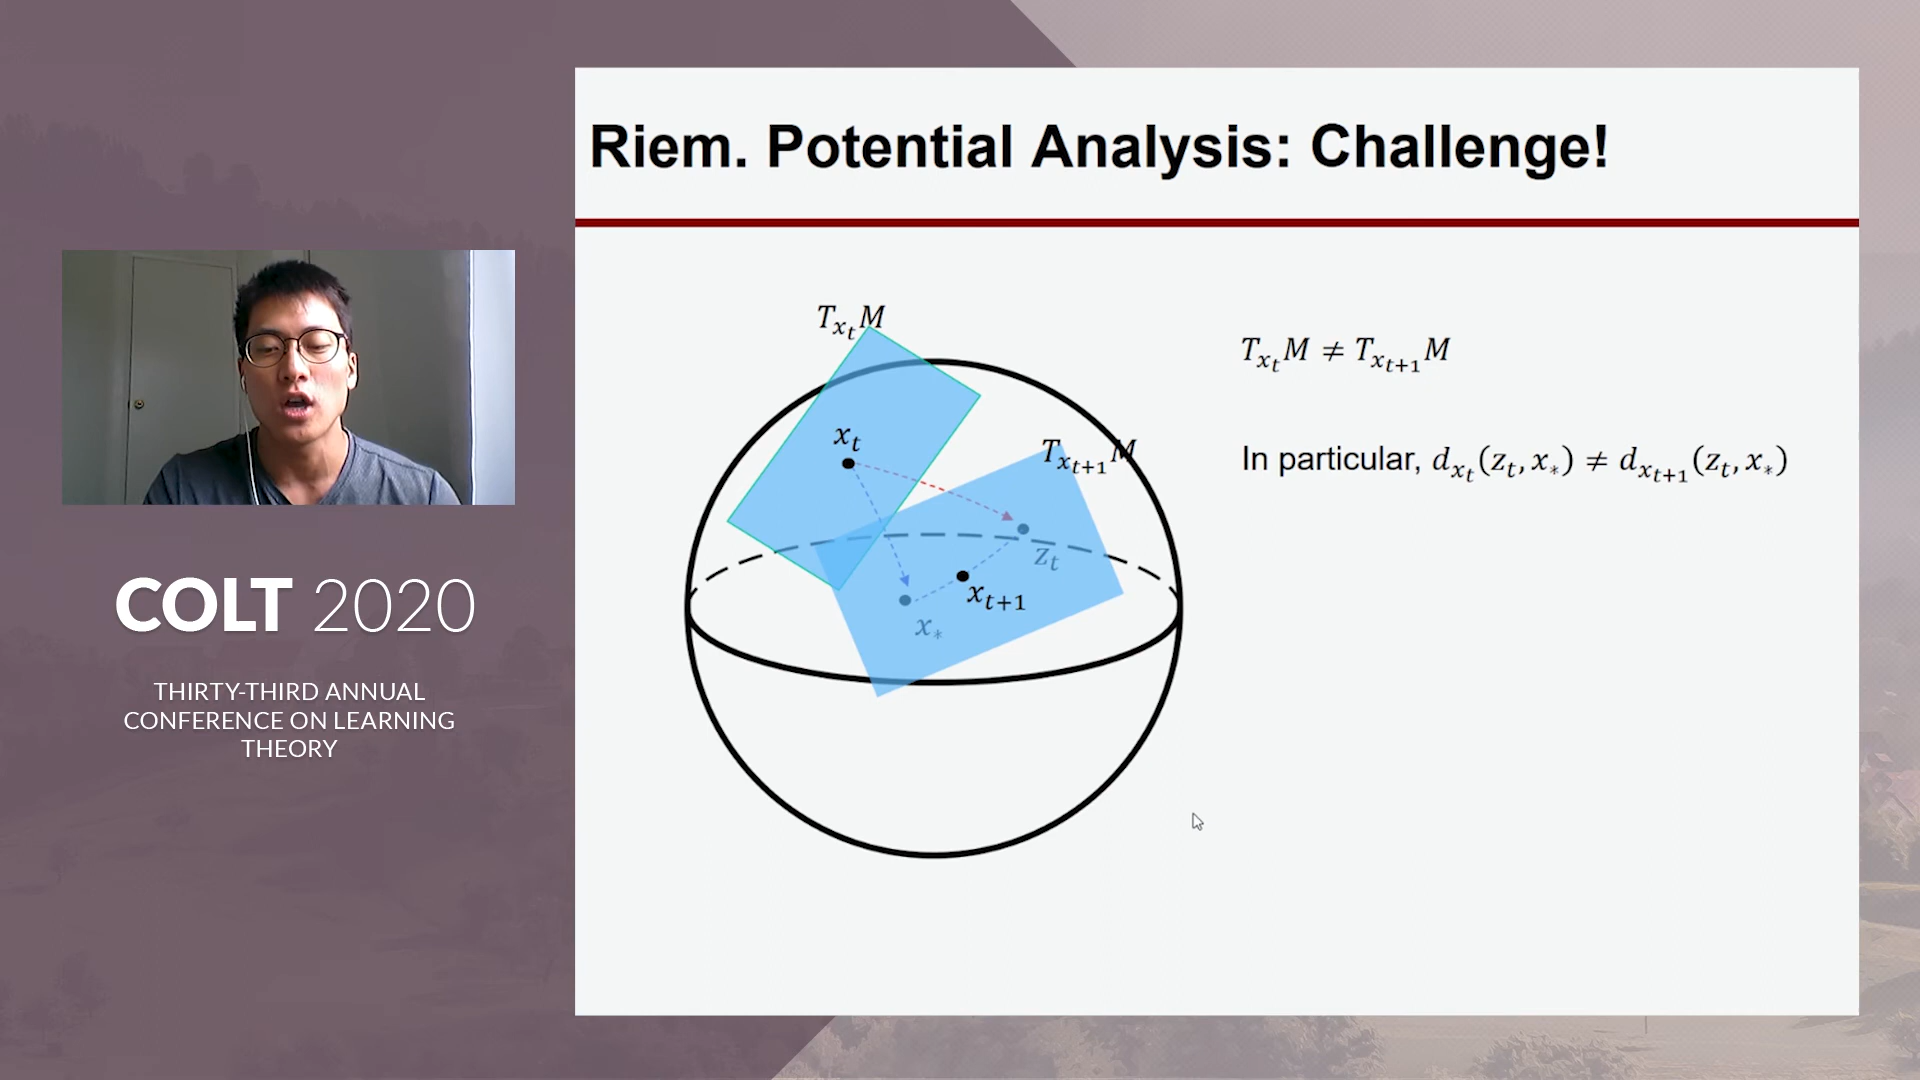 Riem. Potential Analysis: Challenge!
T_{x_t}M
T_{x_t}M ≠ T_{x_{t+1}}M
x_t
T_{x_{t+1}}M
In particular, d_{x_t}(z_t, x_*) ≠ d_{x_{t+1}}(z_t, x_*)
z_t
x_{t+1}
x_*
COLT 2020
THIRTY-THIRD ANNUAL
CONFERENCE ON LEARNING
THEORY